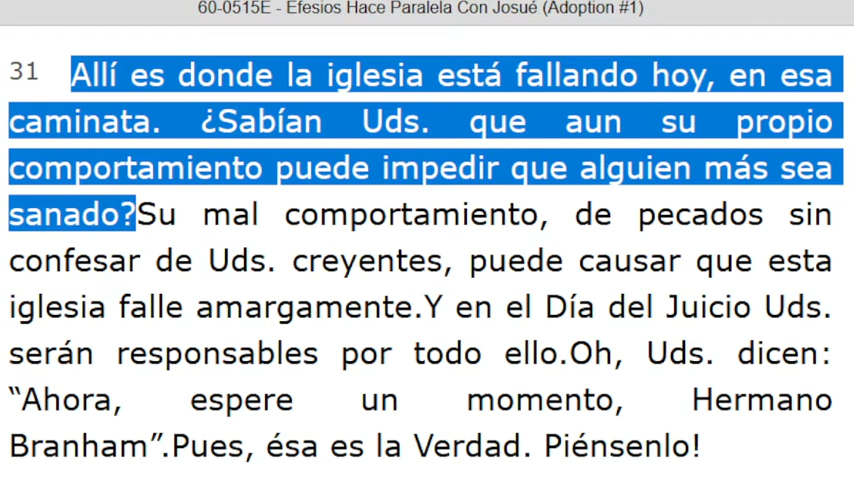 60-0515E - Efesios Hace Paralela Con Josué (Adoption #1)
31 Allí es donde la iglesia está fallando hoy, en esa
caminata. ¿Sabían Uds. que aun su propio
comportamiento puede impedir que alguien más sea
sanado?Su mal comportamiento, de pecados sin
confesar de Uds. creyentes, puede causar que esta
iglesia falle amargamente.Y en el Día del Juicio Uds.
serán responsables por todo ello.Oh, Uds. dicen:
“Ahora, espere un momento, Hermano
Branham”.Pues, ésa es la Verdad. Piénsenlo!